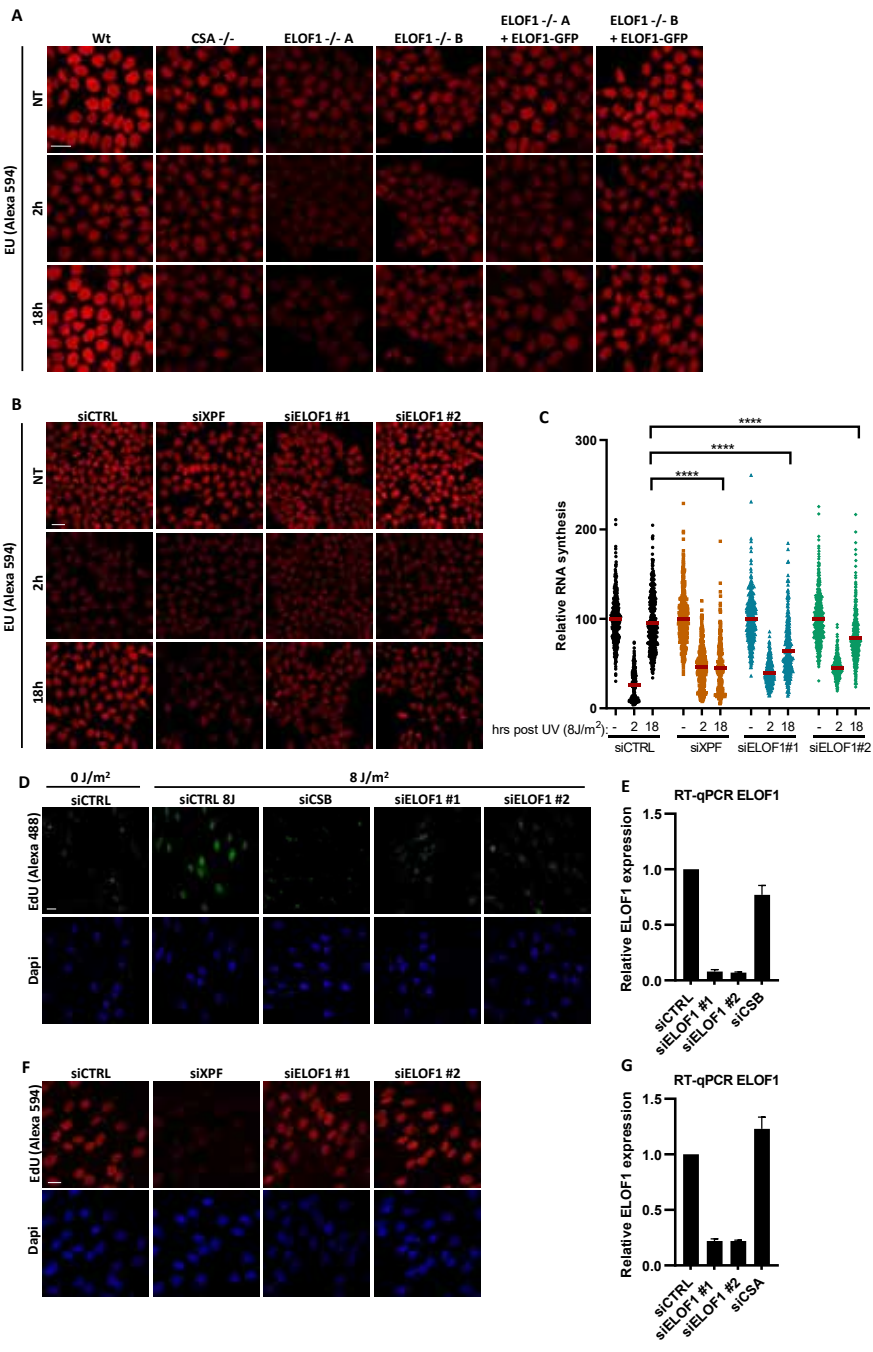 A
Wt
CSA -/-
ELOF1 -/- A
ELOF1 -/- B
ELOF1 -/- A
+ ELOF1-GFP
ELOF1 -/- B
+ ELOF1-GFP
EU (Alexa 594)
NT
2h
18h
B
siCTRL
siXPF
siELOF1 #1
siELOF1 #2
EU (Alexa 594)
NT
2h
18h
C
Relative RNA synthesis
300
200
100
0
****
****
****
hrs post UV (8J/m²):
- 2 18
- 2 18
- 2 18
- 2 18
siCTRL
siXPF
siELOF1#1
siELOF1#2
D
0 J/m²
8 J/m²
siCTRL
siCTRL 8J
siCSB
siELOF1 #1
siELOF1 #2
EdU (Alexa 488)
Dapi
E
RT-qPCR ELOF1
Relative ELOF1 expression
1.5
1.0
0.5
0.0
siCTRL
siELOF1 #1
siELOF1 #2
siCSB
F
siCTRL
siXPF
siELOF1 #1
siELOF1 #2
EdU (Alexa 594)
Dapi
G
RT-qPCR ELOF1
Relative ELOF1 expression
1.5
1.0
0.5
0.0
siCTRL
siELOF1 #1
siELOF1 #2
siCSA